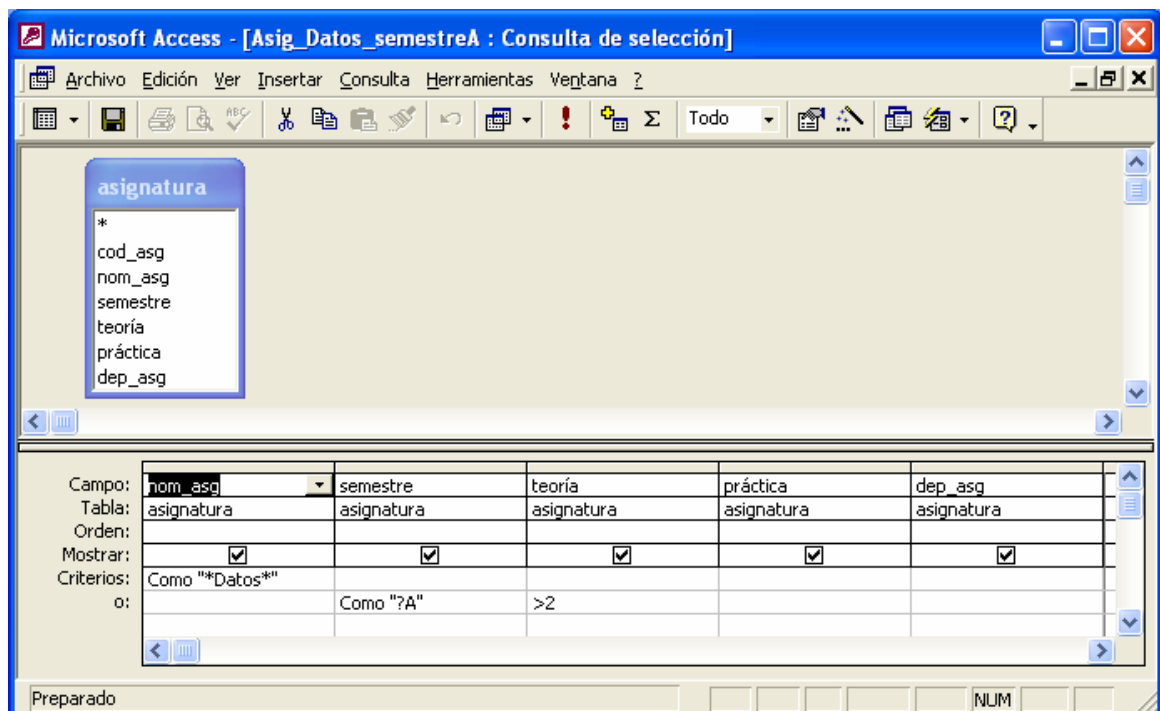 Microsoft Access - [Asig_Datos_semestreA : Consulta de selección]
Archivo Edición Ver Insertar Consulta Herramientas Ventana ?
ABC Σ Todo
asignatura
*
cod_asg
nom_asg
semestre
teoría
práctica
dep_asg
Campo: nom_asg semestre teoría práctica dep_asg
Tabla: asignatura asignatura asignatura asignatura asignatura
Orden:
Mostrar:
Criterios: Como "*Datos*"
o: Como "?A" >2
Preparado NUM